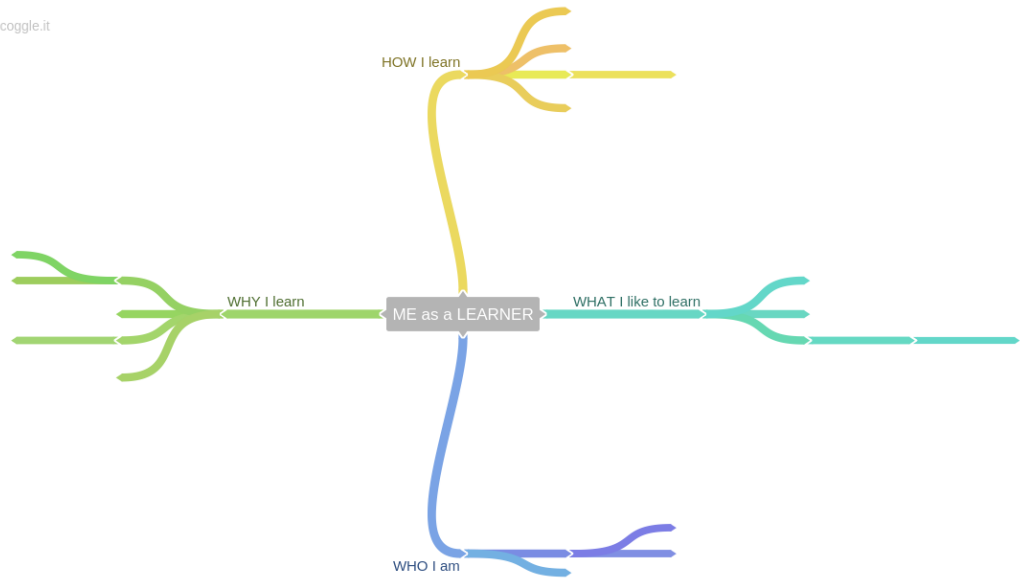 coggle.it
HOW I learn
WHY I learn
ME as a LEARNER
WHAT I like to learn
WHO I am